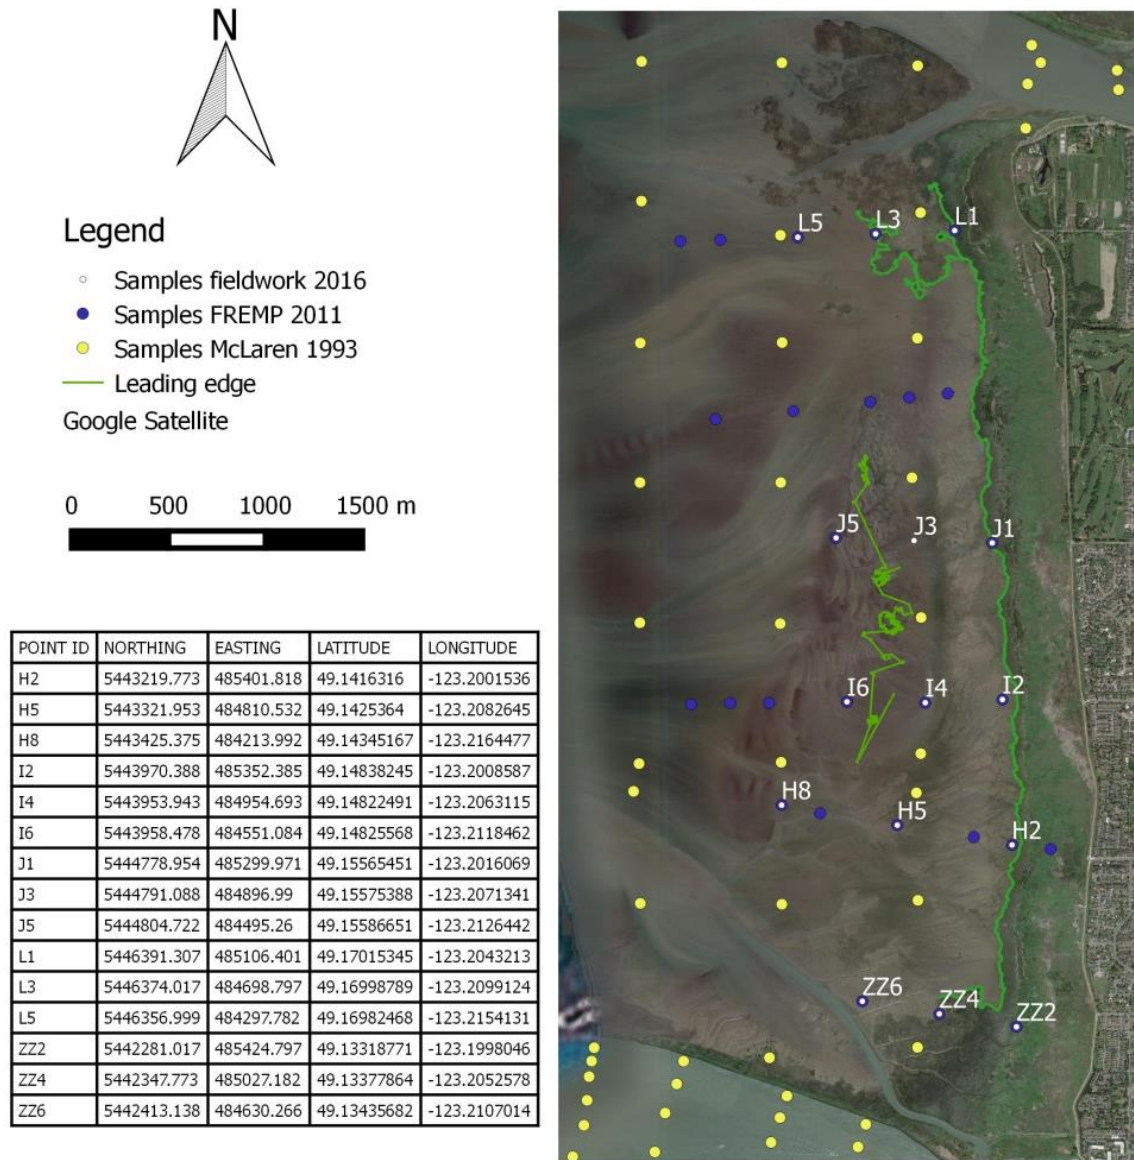 N
Legend
Samples fieldwork 2016
Samples FREMP 2011
Samples McLaren 1993
Leading edge
Google Satellite
0 500 1000 1500 m
POINT ID NORTHING EASTING LATITUDE LONGITUDE
H2 5443219.773 485401.818 49.1416316 -123.2001536
H5 5443321.953 484810.532 49.1425364 -123.2082645
H8 5443425.375 484213.992 49.14345167 -123.2164477
I2 5443970.388 485352.385 49.14838245 -123.2008587
I4 5443953.943 484954.693 49.14822491 -123.2063115
I6 5443958.478 484551.084 49.14825568 -123.2118462
J1 5444778.954 485299.971 49.15565451 -123.2016069
J3 5444791.088 484896.99 49.15575388 -123.2071341
J5 5444804.722 484495.26 49.15586651 -123.2126442
L1 5446391.307 485106.401 49.17015345 -123.2043213
L3 5446374.017 484698.797 49.16998789 -123.2099124
L5 5446356.999 484297.782 49.16982468 -123.2154131
ZZ2 5442281.017 485424.797 49.13318771 -123.1998046
ZZ4 5442347.773 485027.182 49.13377864 -123.2052578
ZZ6 5442413.138 484630.266 49.13435682 -123.2107014
L5 L3 L1
J5 J3 J1
I6 I4 I2
H8 H5 H2
ZZ6 ZZ4 ZZ2